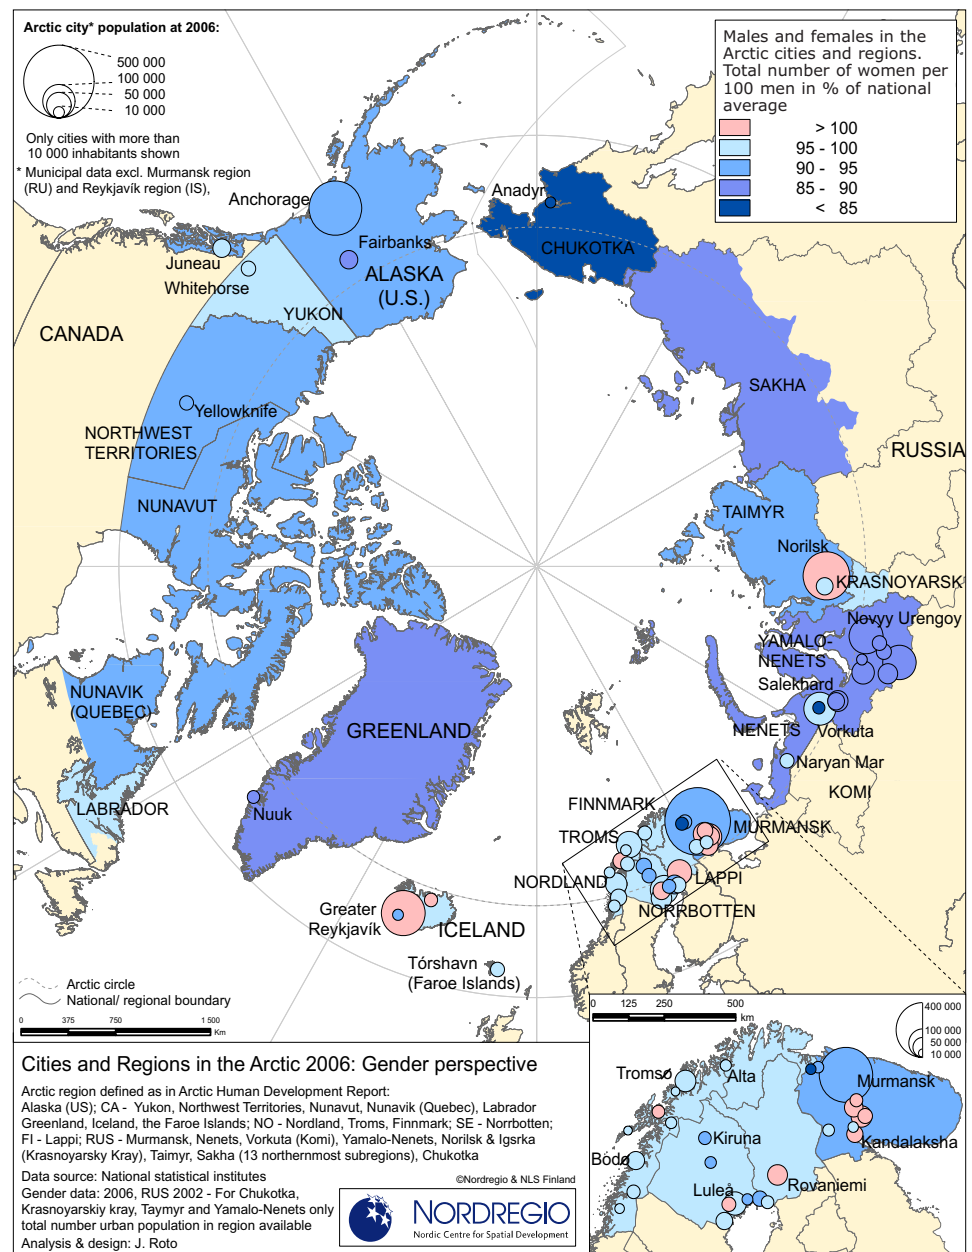 Arctic city* population at 2006:
500 000
100 000
50 000
10 000
Only cities with more than
10 000 inhabitants shown
* Municipal data excl. Murmansk region
(RU) and Reykjavík region (IS),
Males and females in the
Arctic cities and regions.
Total number of women per
100 men in % of national
average
> 100
95 - 100
90 - 95
85 - 90
< 85
Anchorage
Anadyr
Fairbanks
CHUKOTKA
Juneau
ALASKA
(U.S.)
Whitehorse
YUKON
CANADA
SAKHA
Yellowknife
NORTHWEST
TERRITORIES
RUSSIA
NUNAVUT
TAIMYR
Norilsk
KRASNOYARSK
Novyy Urengoy
YAMALO-
NENETS
Salekhard
NUNAVIK
(QUEBEC)
GREENLAND
NENETS
Vorkuta
Naryan Mar
KOMI
LABRADOR
Nuuk
FINNMARK
MURMANSK
TROMS
NORDLAND
LAPPI
NORRBOTTEN
Greater
Reykjavík
ICELAND
Tórshavn
(Faroe Islands)
Arctic circle
National/ regional boundary
0 375 750 1 500
Km
0 125 250 500
km
400 000
100 000
50 000
10 000
Tromsø
Alta
Murmansk
Kiruna
Kandalaksha
Bodø
Luleå
Rovaniemi
Cities and Regions in the Arctic 2006: Gender perspective
Arctic region defined as in Arctic Human Development Report:
Alaska (US); CA - Yukon, Northwest Territories, Nunavut, Nunavik (Quebec), Labrador
Greenland, Iceland, the Faroe Islands; NO - Nordland, Troms, Finnmark; SE - Norrbotten;
FI - Lappi; RUS - Murmansk, Nenets, Vorkuta (Komi), Yamalo-Nenets, Norilsk & Igsrka
(Krasnoyarsky Kray), Taimyr, Sakha (13 northernmost subregions), Chukotka
Data source: National statistical institutes
Gender data: 2006, RUS 2002 - For Chukotka,
Krasnoyarskiy kray, Taymyr and Yamalo-Nenets only
total number urban population in region available
Analysis & design: J. Roto
©Nordregio & NLS Finland
NORDREGIO
Nordic Centre for Spatial Development